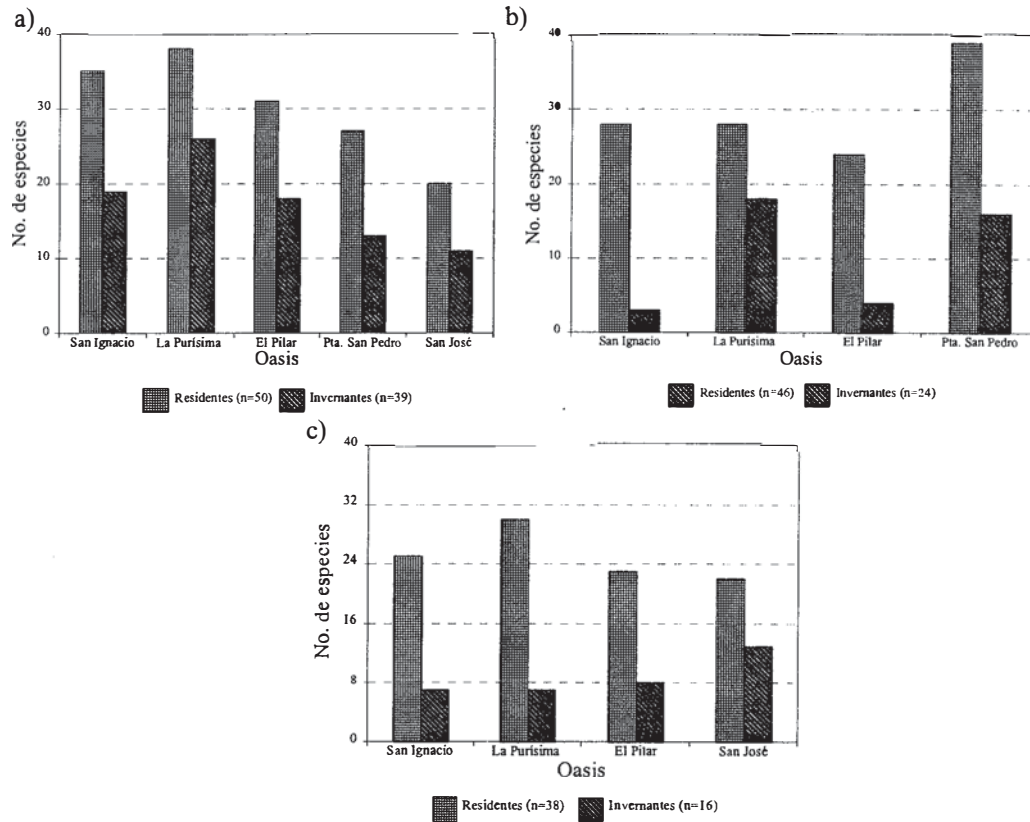 a)
No. de especies
40
30
20
10
0
San Ignacio La Purísima El Pilar Pta. San Pedro San José
Oasis
Residentes (n=50) Invernantes (n=39)
b)
No. de especies
40
30
20
10
0
San Ignacio La Purísima El Pilar Pta. San Pedro
Oasis
Residentes (n=46) Invernantes (n=24)
c)
No. de especies
40
32
24
16
8
0
San Ignacio La Purísima El Pilar San José
Oasis
Residentes (n=38) Invernantes (n=16)